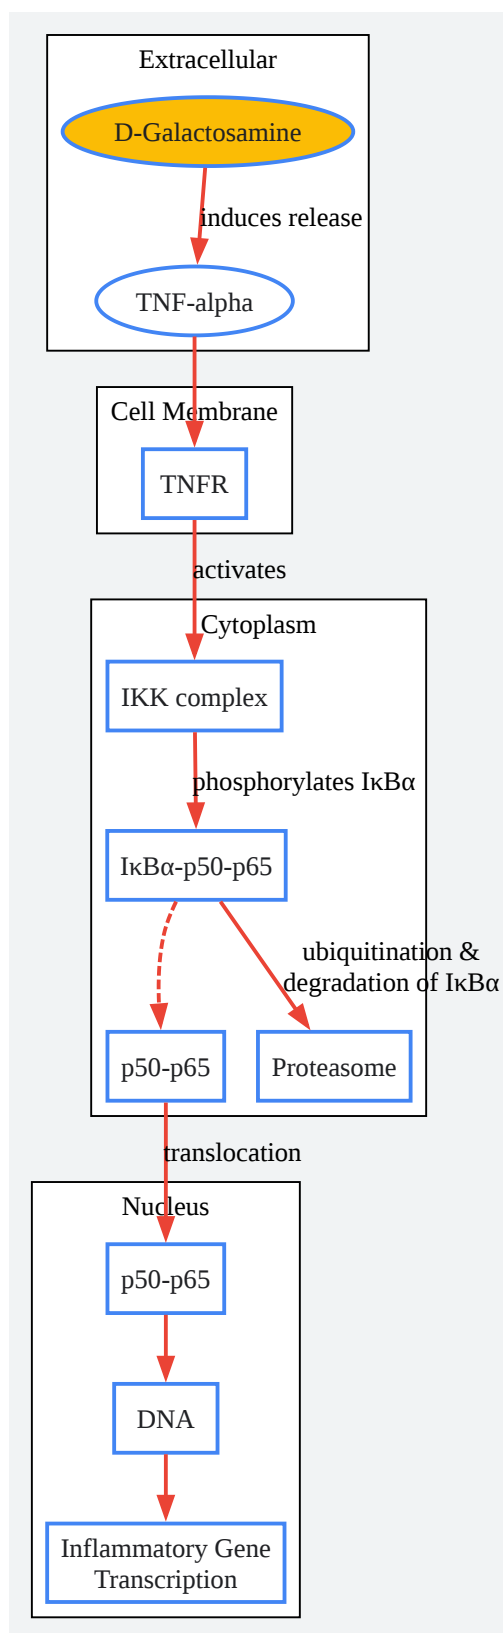 Extracellular
D-Galactosamine
induces release
TNF-alpha
Cell Membrane
TNFR
activates
Cytoplasm
IKK complex
phosphorylates IκBα
IκBα-p50-p65
ubiquitination &
degradation of IκBα
p50-p65
Proteasome
translocation
Nucleus
p50-p65
DNA
Inflammatory Gene
Transcription